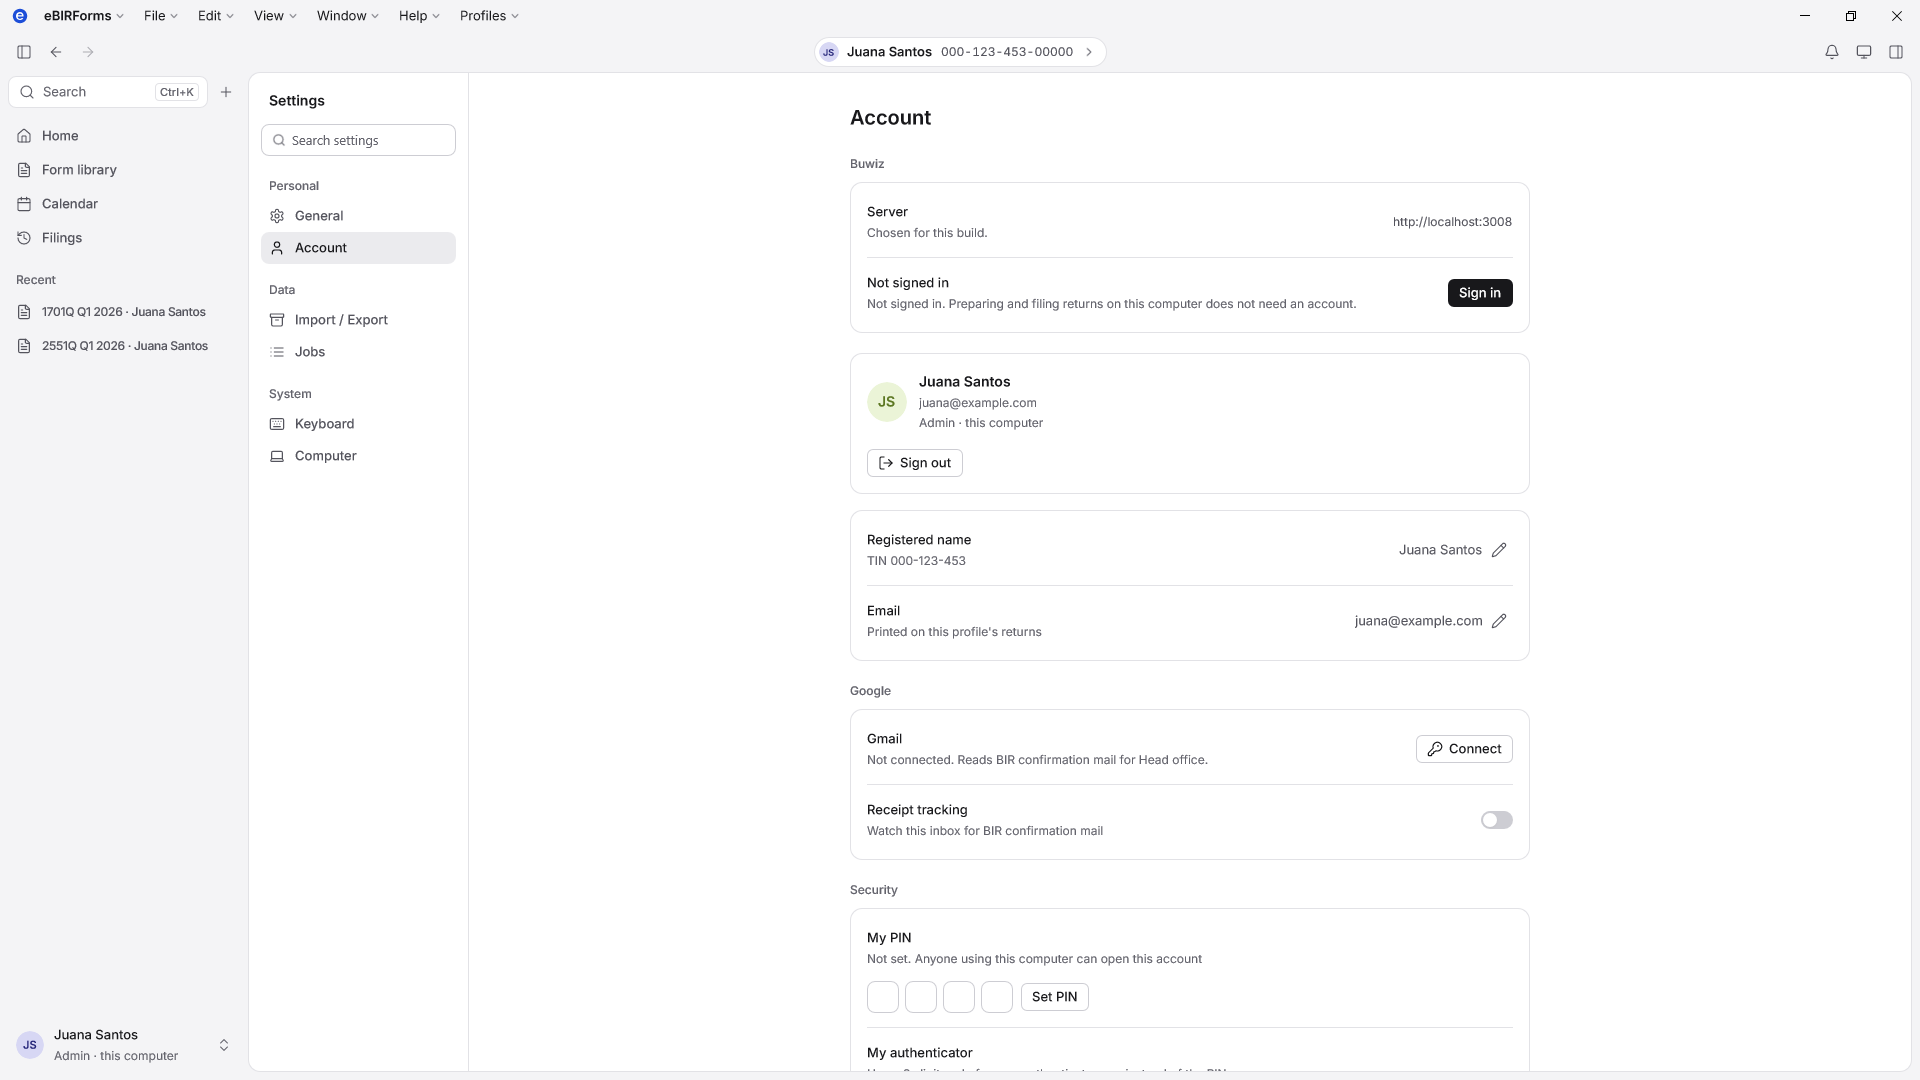 eBIRForms
File
Edit
View
Window
Help
Profiles
JS Juana Santos 000-123-453-00000
Search Ctrl+K
Home
Form library
Calendar
Filings
Recent
1701Q Q1 2026 · Juana Santos
2551Q Q1 2026 · Juana Santos
JS
Juana Santos
Admin · this computer
Settings
Search settings
Personal
General
Account
Data
Import / Export
Jobs
System
Keyboard
Computer
Account
Buwiz
Server
Chosen for this build.
http://localhost:3008
Not signed in
Not signed in. Preparing and filing returns on this computer does not need an account.
Sign in
JS
Juana Santos
juana@example.com
Admin · this computer
Sign out
Registered name
TIN 000-123-453
Juana Santos
Email
Printed on this profile's returns
juana@example.com
Google
Gmail
Not connected. Reads BIR confirmation mail for Head office.
Connect
Receipt tracking
Watch this inbox for BIR confirmation mail
Security
My PIN
Not set. Anyone using this computer can open this account
Set PIN
My authenticator